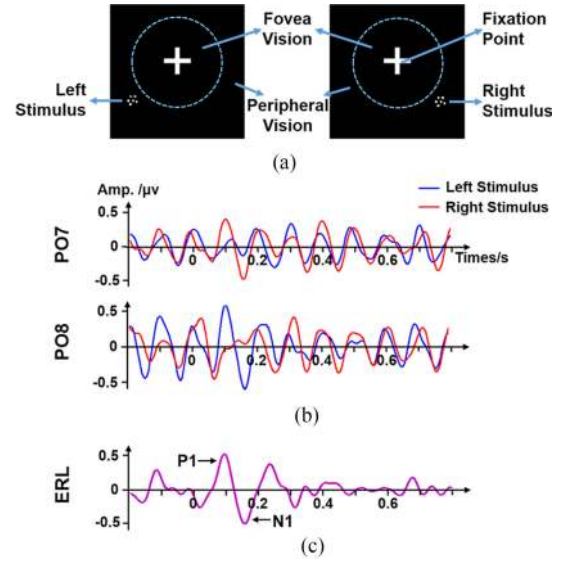 Fovea
Vision
Fixation
Point
Left
Stimulus
Peripheral
Vision
Right
Stimulus
(a)
Amp. /μv
Left Stimulus
Right Stimulus
PO7
0.5
0
-0.5
0 0.2 0.4 0.6
Times/s
PO8
0.5
0
-0.5
0 0.2 0.4 0.6
(b)
ERL
0.5
0
-0.5
P1
N1
0 0.2 0.4 0.6
(c)